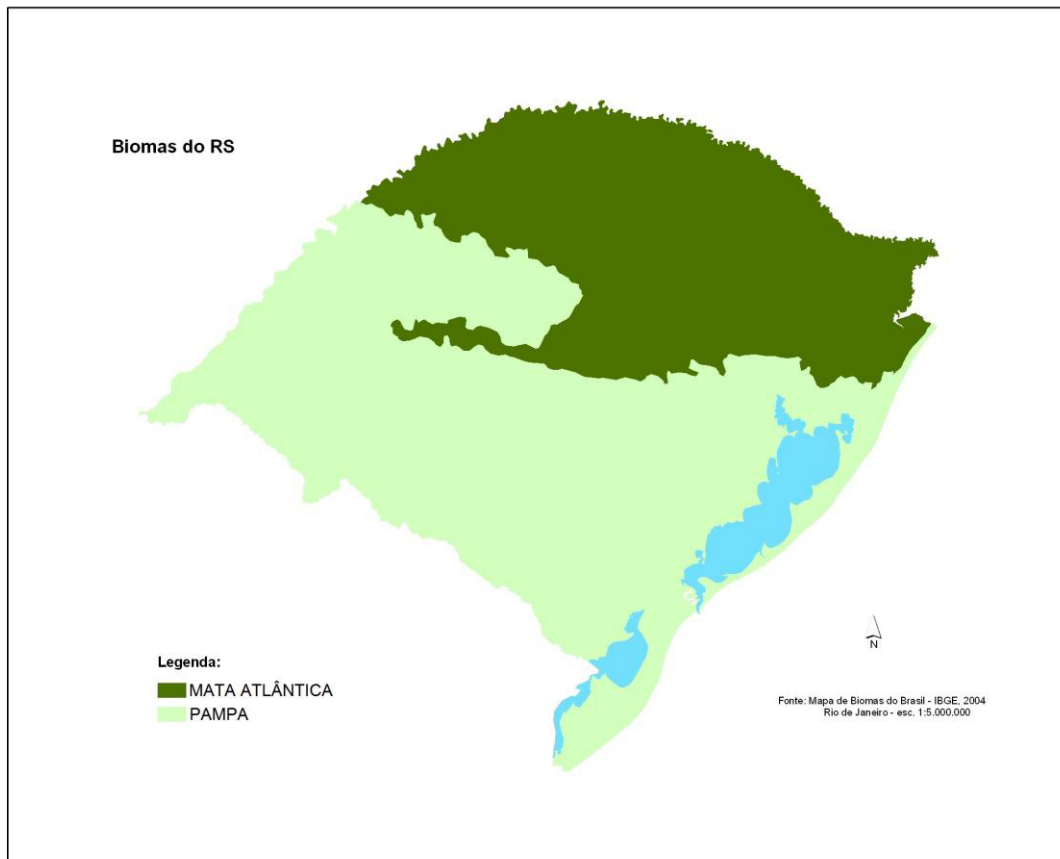 Biomas do RS
N
Legenda:
MATA ATLÂNTICA
PAMPA
Fonte: Mapa de Biomas do Brasil - IBGE, 2004
Rio de Janeiro - esc. 1:5.000,000